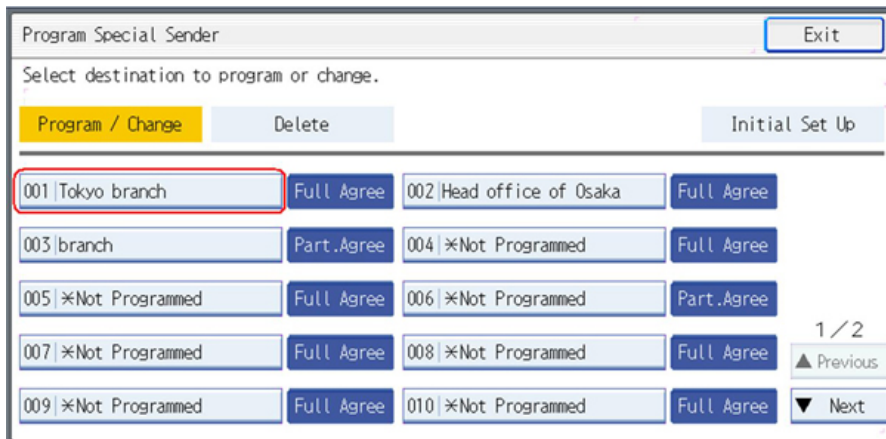 Program Special Sender Exit
Select destination to program or change.
Program / Change Delete Initial Set Up
001 Tokyo branch Full Agree 002 Head office of Osaka Full Agree
003 branch Part.Agree 004 *Not Programmed Full Agree
005 *Not Programmed Full Agree 006 *Not Programmed Part.Agree
1/2
007 *Not Programmed Full Agree 008 *Not Programmed Full Agree ▲ Previous
009 *Not Programmed Full Agree 010 *Not Programmed Full Agree ▼ Next